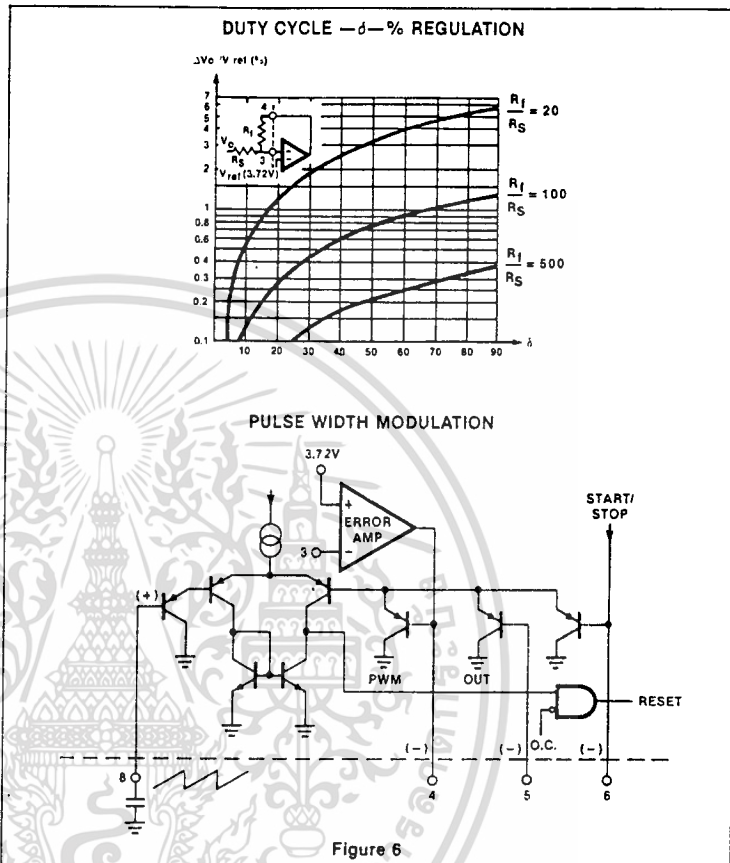 DUTY CYCLE —δ—% REGULATION
ΔVo /V ref (%)
7
6
5
4
3
2
1
0.8
0.6
0.4
0 3
0.2
0.1
10
20
30
40
50
60
70
80
90
δ
4
Rf
Vo
RS
3
Vref (3.72V)
Rf
RS
= 20
Rf
RS
= 100
Rf
RS
= 500
PULSE WIDTH MODULATION
3.72V
+
ERROR
AMP
3
−
START/
STOP
(+)
PWM
OUT
RESET
O.C.
8
(−)
4
(−)
5
(−)
6
Figure 6